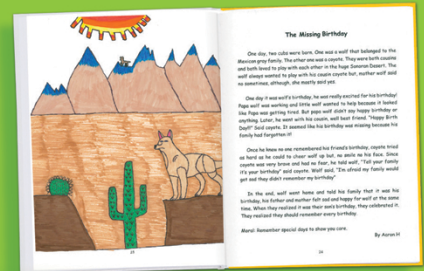 The Missing Birthday
One day, two cubs were born. One was a wolf that belonged to the
Mexican gray family. The other one was a coyote. They were both cousins
and both loved to play with each other in the huge Sonoran Desert. The
wolf always wanted to play with his cousin coyote but, mother wolf said
no sometimes, although, she mostly said yes.
One day it was wolf's birthday, he was really excited for his birthday!
Papa wolf was working and little wolf wanted to help because it looked
like Papa was getting tired. But papa wolf didn't say happy birthday or
anything. Later, he went with his cousin, well best friend, "Happy Birth
Day!!!" Said coyote. It seemed like his birthday was missing because his
family had forgotten it!
Once he knew no one remembered his friend's birthday, coyote tried
as hard as he could to cheer wolf up but, no smile on his face. Since
coyote was very brave and had no fear, he told wolf, "Tell your family
it's your birthday" said coyote. Wolf said, "I'm afraid my family would
get mad they didn't remember my birthday"
In the end, wolf went home and told his family that it was his
birthday, his father and mother felt sad and happy for wolf at the same
time. When they realized it was their son's birthday, they celebrated it.
They realized they should remember every birthday.
Moral: Remember special days to show you care.
By Aaron H
25
26